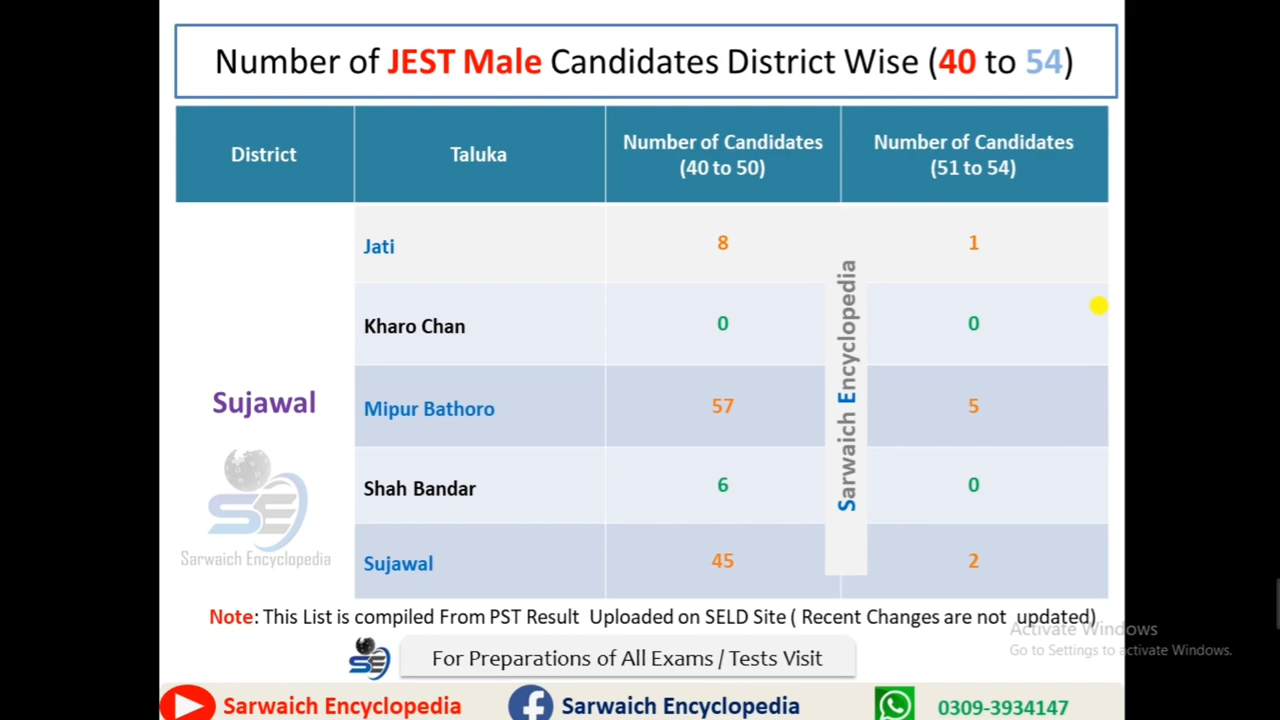 Number of JEST Male Candidates District Wise (40 to 54)
District
Taluka
Number of Candidates
(40 to 50)
Number of Candidates
(51 to 54)
Sujawal
Jati
8
1
Kharo Chan
0
0
Mipur Bathoro
57
5
Shah Bandar
6
0
Sujawal
45
2
Sarwaich Encyclopedia
SE
Sarwaich Encyclopedia
Note: This List is compiled From PST Result Uploaded on SELD Site ( Recent Changes are not updated)
Activate Windows
Go to Settings to activate Windows.
SE
For Preparations of All Exams / Tests Visit
Sarwaich Encyclopedia
Sarwaich Encyclopedia
0309-3934147